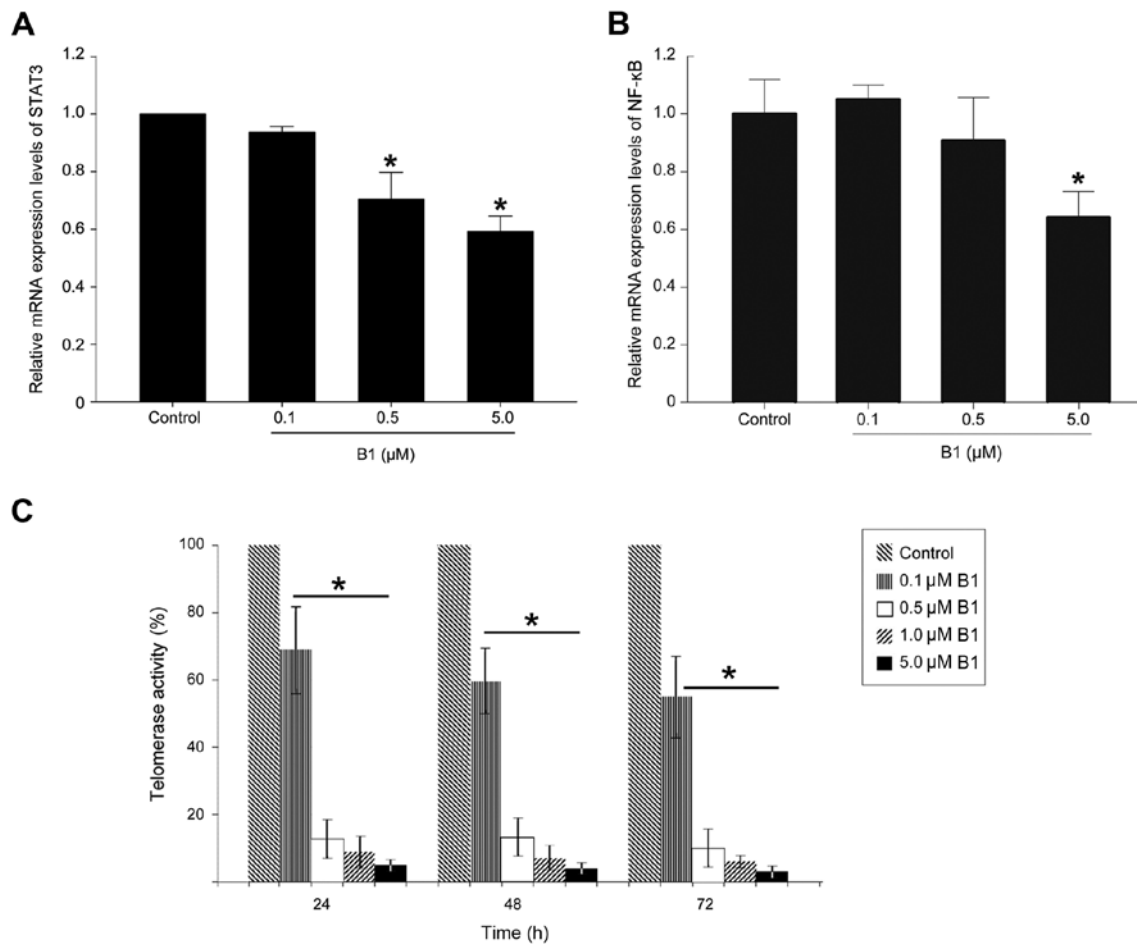 A
Relative mRNA expression levels of STAT3
1.2
1.0
0.8
0.6
0.4
0.2
0
*
*
Control
0.1
0.5
5.0
B1 (µM)
B
Relative mRNA expression levels of NF-κB
1.2
1.0
0.8
0.6
0.4
0.2
0
*
Control
0.1
0.5
5.0
B1 (µM)
C
Telomerase activity (%)
100
80
60
40
20
*
*
*
24
48
72
Time (h)
Control
0.1 µM B1
0.5 µM B1
1.0 µM B1
5.0 µM B1